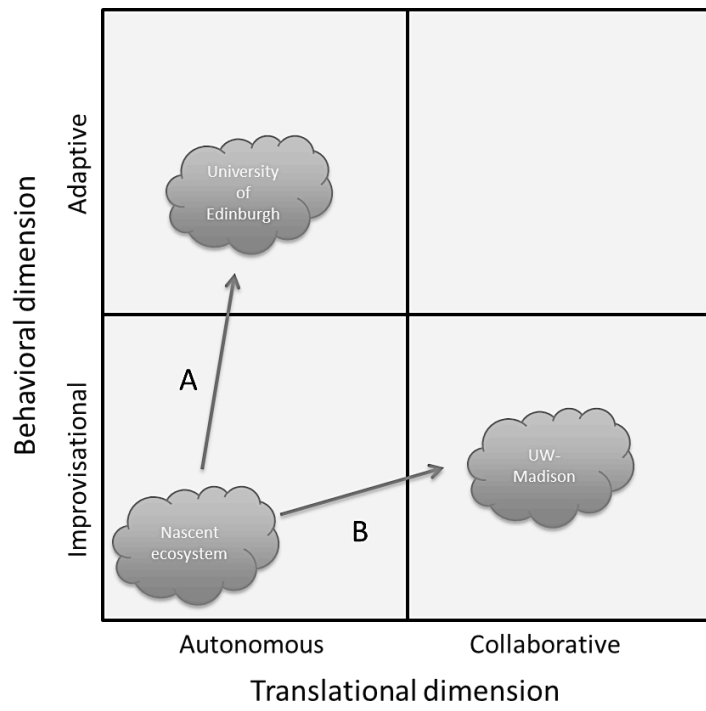 Behavioral dimension
Adaptive
Improvisational
University
of
Edinburgh
A
UW-
Madison
B
Nascent
ecosystem
Autonomous
Collaborative
Translational dimension